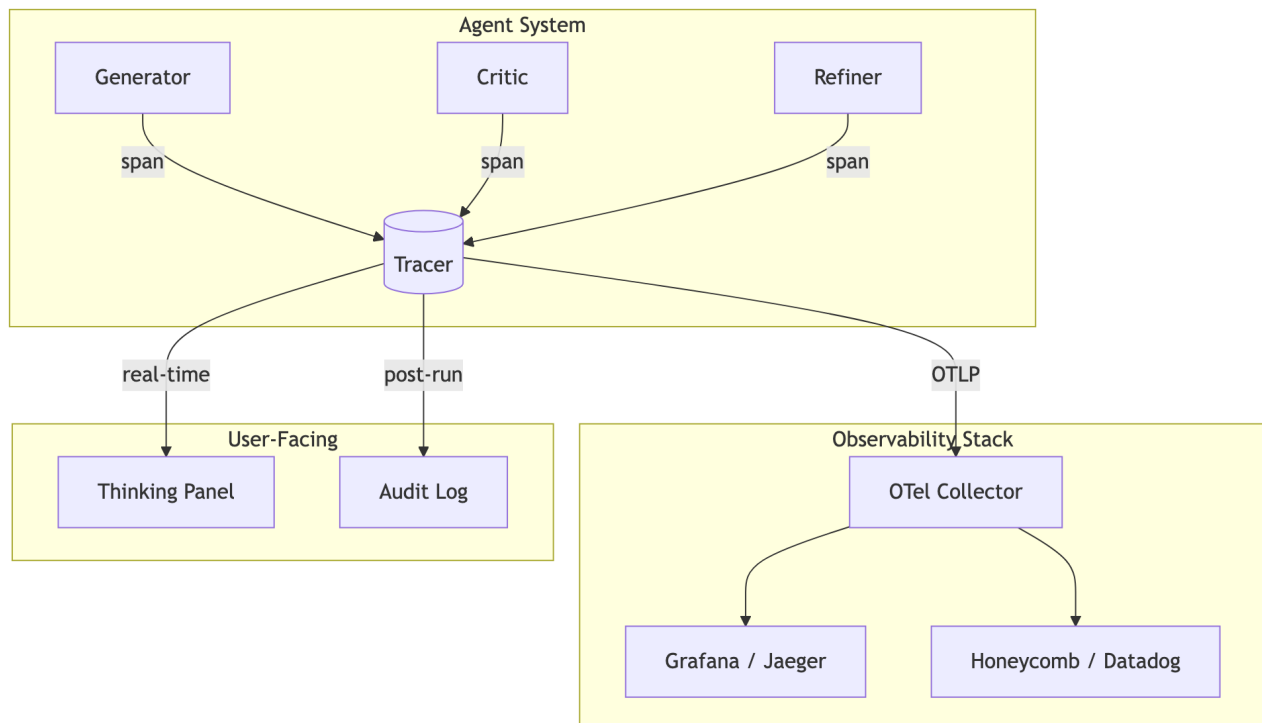 Agent System
Generator
Critic
Refiner
span
span
span
Tracer
real-time
post-run
OTLP
User-Facing
Observability Stack
Thinking Panel
Audit Log
OTel Collector
Grafana / Jaeger
Honeycomb / Datadog